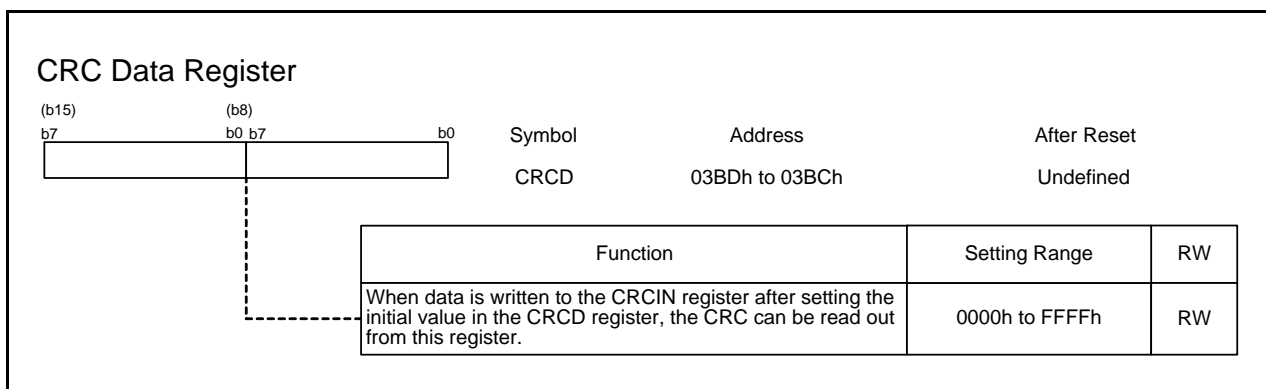 CRC Data Register
(b15) (b8)
b7 b0 b7 b0 Symbol Address After Reset
CRCD 03BDh to 03BCh Undefined
Function Setting Range RW
When data is written to the CRCIN register after setting the
initial value in the CRCD register, the CRC can be read out 0000h to FFFFh RW
from this register.